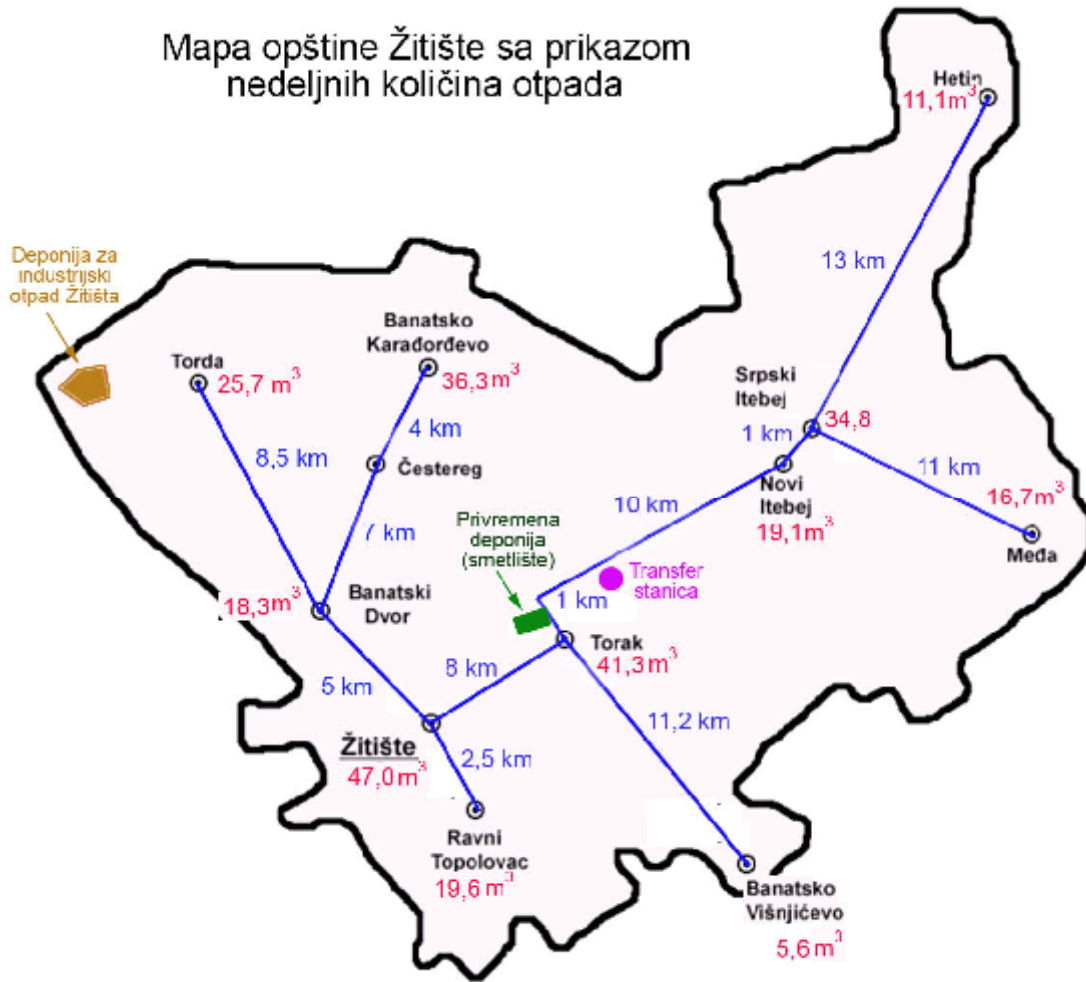 Mapa opštine Žitište sa prikazom
nedeljnih količina otpada
Hetin
11,1m³
13 km
Deponija za
industrijski
otpad Žitišta
Torda
25,7 m³
Banatsko
Karađorđevo
36,3m³
Srpski
Itebej
34,8
8,5 km
4 km
Čestereg
1 km
11 km
16,7m³
Međa
Novi
Itebej
19,1m³
10 km
7 km
Privremena
deponija
(smetlište)
Transfer
stanica
1 km
18,3m³
Banatski
Dvor
Torak
41,3m³
8 km
5 km
11,2 km
Žitište
47,0m³
2,5 km
Ravni
Topolovac
19,6m³
Banatsko
Višnjićevo
5,6m³